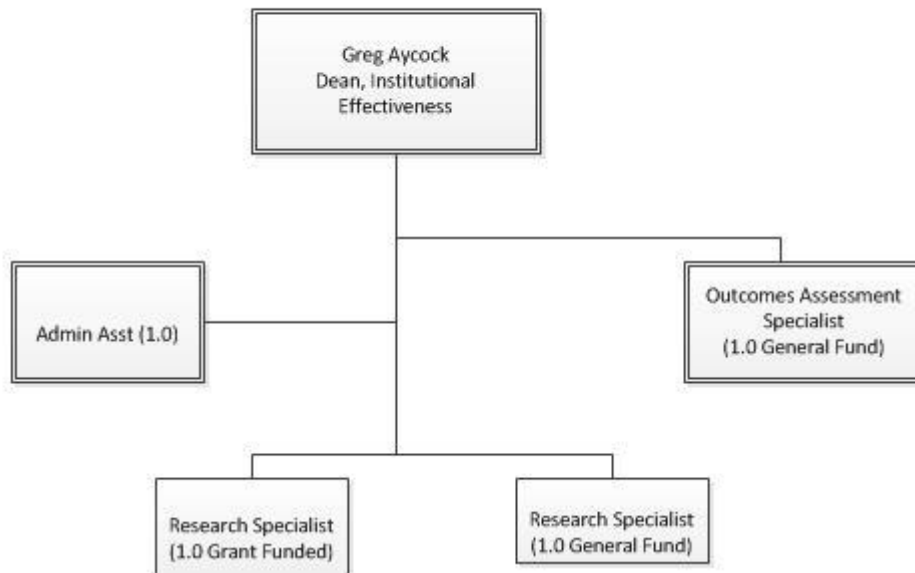 Greg Aycock
Dean, Institutional
Effectiveness
Admin Asst (1.0)
Outcomes Assessment
Specialist
(1.0 General Fund)
Research Specialist
(1.0 Grant Funded)
Research Specialist
(1.0 General Fund)